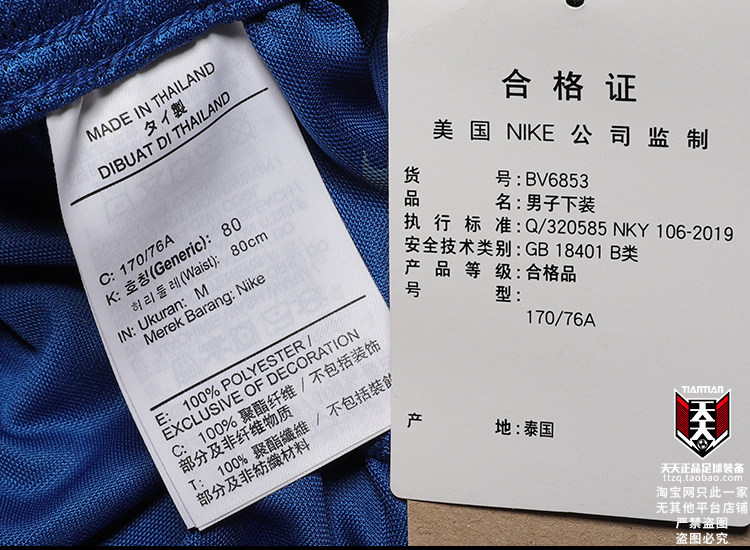 MADE IN THAILAND
タイ製
DIBUAT DI THAILAND
C: 170/76A
K: 호칭(Generic): 80
허리둘레(Waist): 80cm
IN: Ukuran: M
Merek Barang: Nike
E: 100% POLYESTER/
EXCLUSIVE OF DECORATION
C: 100% 聚酯纤维/不包括装饰
部分及非纤维物质
T: 100% 聚酯纖維/不包括裝飾的
部分及非紡織材料
合格证
美国 NIKE 公司监制
货号: BV6853
品名: 男子下装
执行标准: Q/320585 NKY 106-2019
安全技术类别: GB 18401 B类
产品等级: 合格品
号型:
170/76A
产地: 泰国
TIANTIAN
天天
天天正品足球装备
ttzq.taobao.com
淘宝网只此一家
无其他平台店铺
严禁盗图
盗图必究